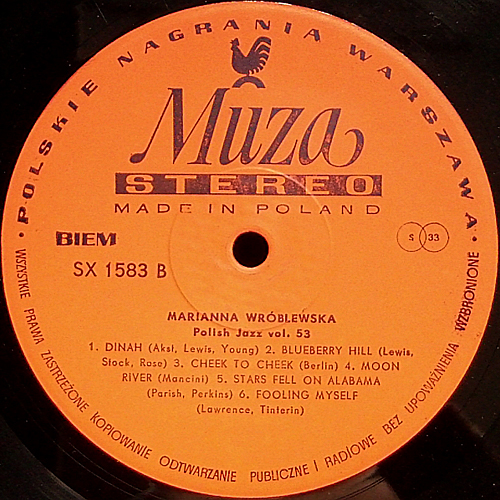 • POLSKIE NAGRANIA WARSZAWA •
Muza
STEREO
MADE IN POLAND
BIEM
S 33
SX 1583 B
MARIANNA WRÓBLEWSKA
Polish Jazz vol. 53
1. DINAH (Akst, Lewis, Young) 2. BLUEBERRY HILL (Lewis,
Stock, Rose) 3. CHEEK TO CHEEK (Berlin) 4. MOON
RIVER (Mancini) 5. STARS FELL ON ALABAMA
(Parish, Perkins) 6. FOOLING MYSELF
(Lawrence, Tinterin)
WSZYSTKIE PRAWA ZASTRZEŻONE KOPIOWANIE ODTWARZANIE PUBLICZNE I RADIOWE BEZ UPOWAŻNIENIA WZBRONIONE